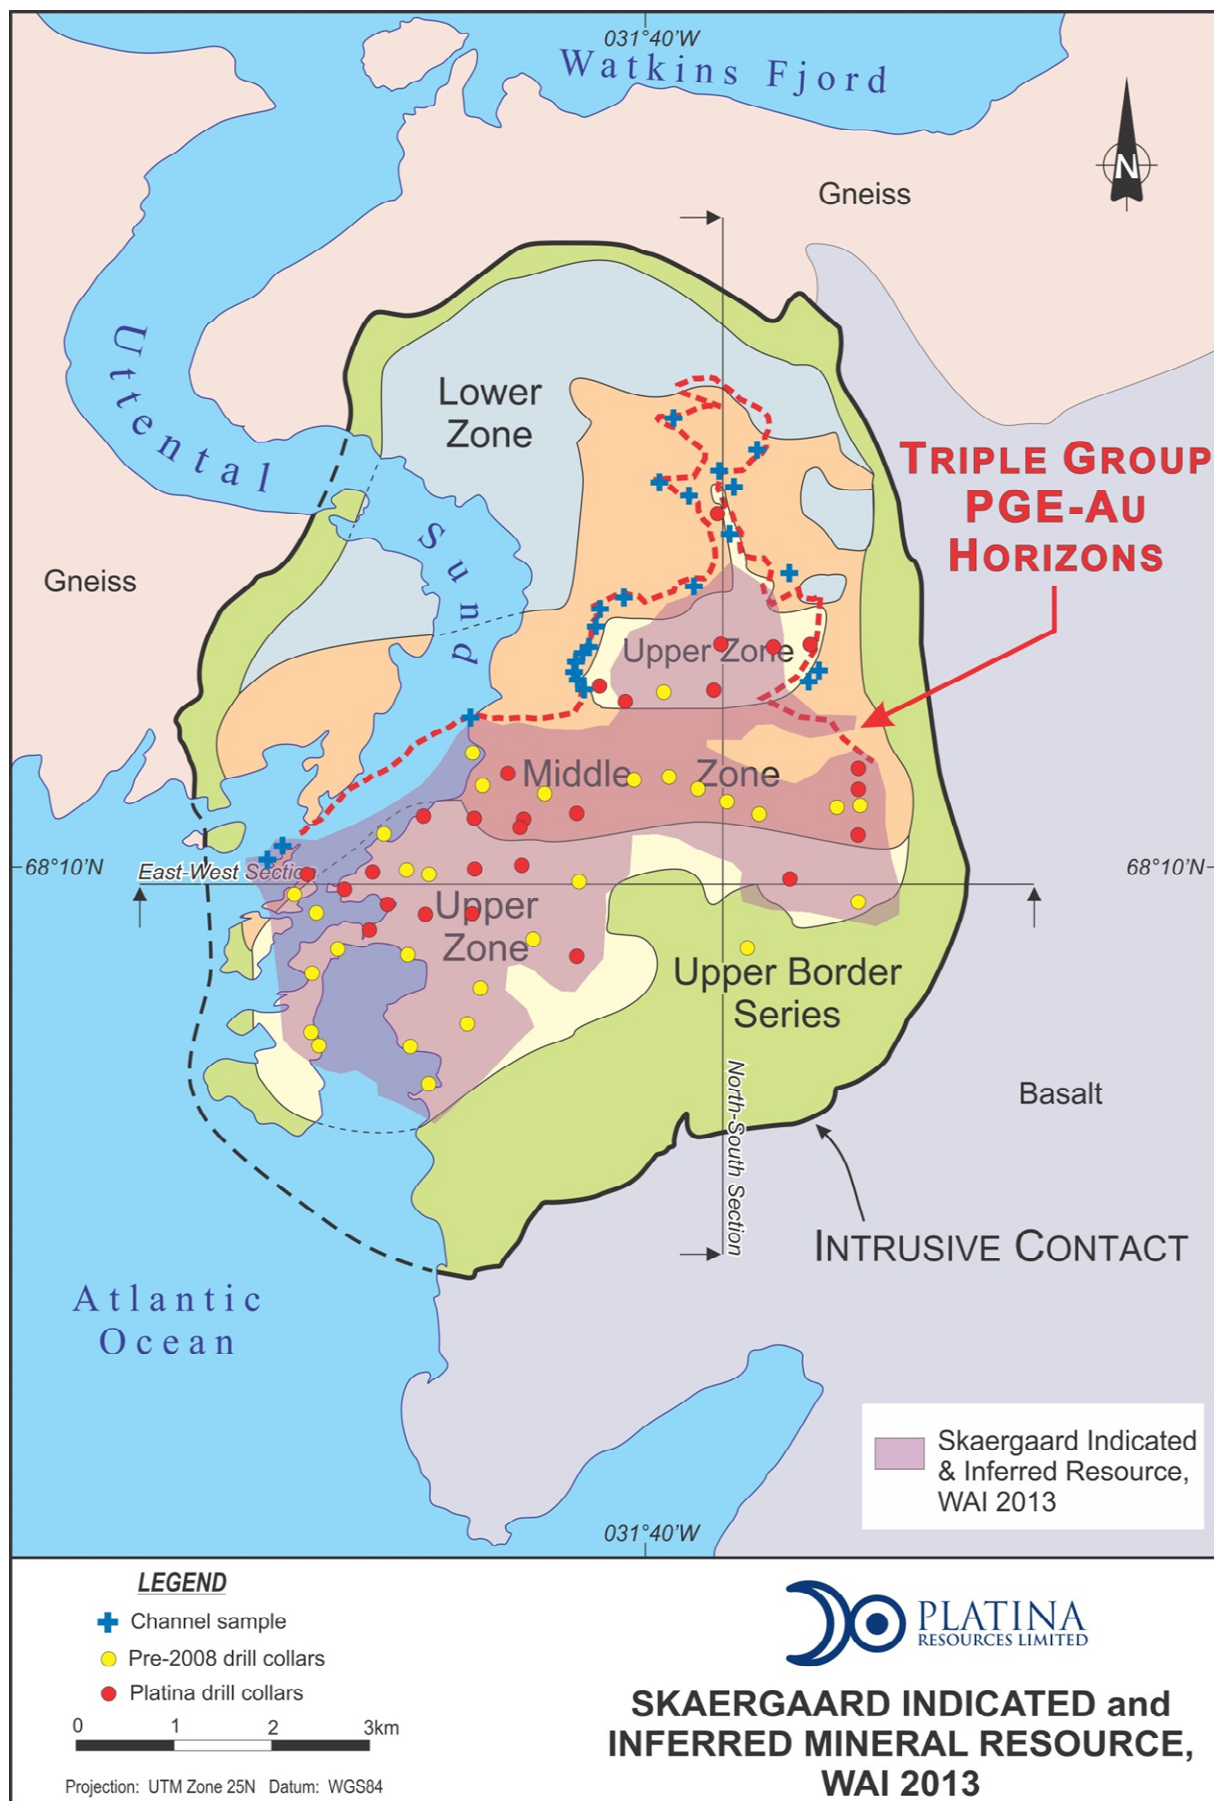 031°40'W
Watkins Fjord
Gneiss
Uttental Sund
Lower
Zone
TRIPLE GROUP
PGE-AU
HORIZONS
Gneiss
Upper Zone
Middle Zone
68°10'N
68°10'N
East-West Section
Upper
Zone
Upper Border
Series
North-South Section
Basalt
INTRUSIVE CONTACT
Atlantic
Ocean
Skaergaard Indicated
& Inferred Resource,
WAI 2013
031°40'W
N
LEGEND
Channel sample
Pre-2008 drill collars
Platina drill collars
0 1 2 3km
Projection: UTM Zone 25N Datum: WGS84
PLATINA
RESOURCES LIMITED
SKAERGAARD INDICATED and
INFERRED MINERAL RESOURCE,
WAI 2013